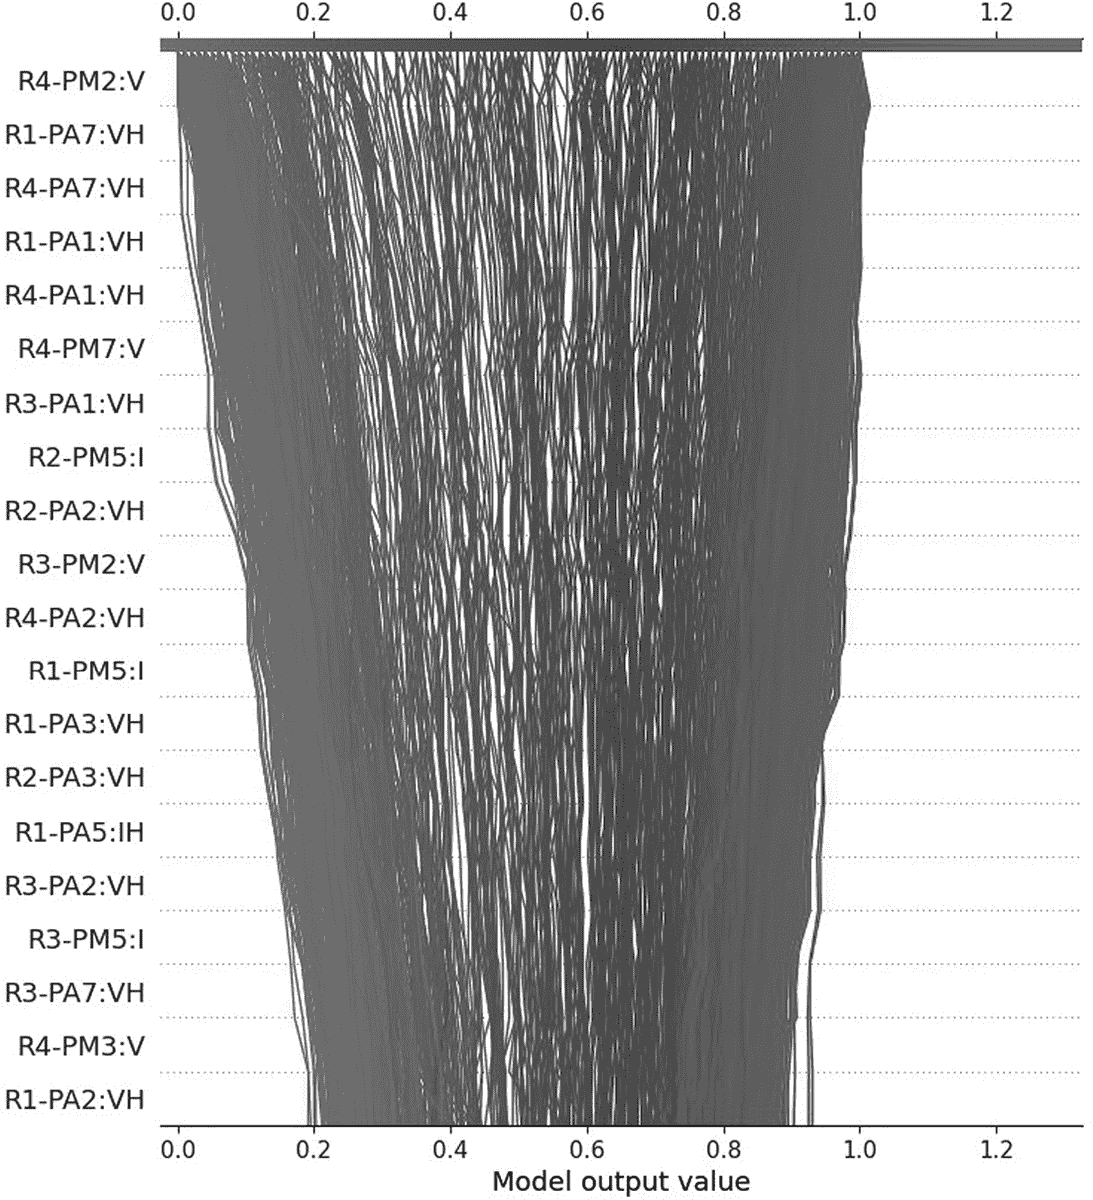 0.0 0.2 0.4 0.6 0.8 1.0 1.2
R4-PM2:V
R1-PA7:VH
R4-PA7:VH
R1-PA1:VH
R4-PA1:VH
R4-PM7:V
R3-PA1:VH
R2-PM5:I
R2-PA2:VH
R3-PM2:V
R4-PA2:VH
R1-PM5:I
R1-PA3:VH
R2-PA3:VH
R1-PA5:IH
R3-PA2:VH
R3-PM5:I
R3-PA7:VH
R4-PM3:V
R1-PA2:VH
0.0 0.2 0.4 0.6 0.8 1.0 1.2
Model output value